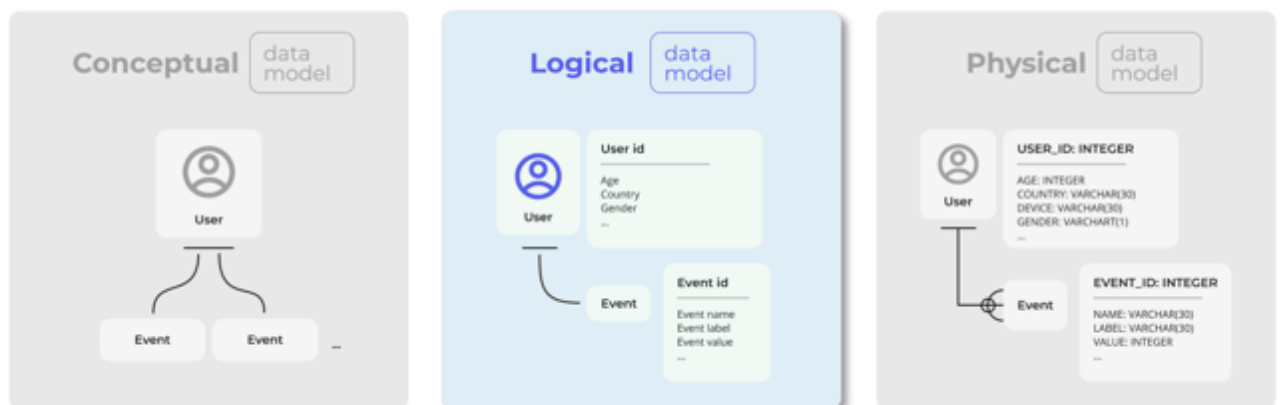 Conceptual data model
User
Event
Event
...
Logical data model
User
User id
Age
Country
Gender
...
Event
Event id
Event name
Event label
Event value
...
Physical data model
User
USER_ID: INTEGER
AGE: INTEGER
COUNTRY: VARCHAR(30)
DEVICE: VARCHAR(30)
GENDER: VARCHART(1)
...
Event
EVENT_ID: INTEGER
NAME: VARCHAR(30)
LABEL: VARCHAR(30)
VALUE: INTEGER
...